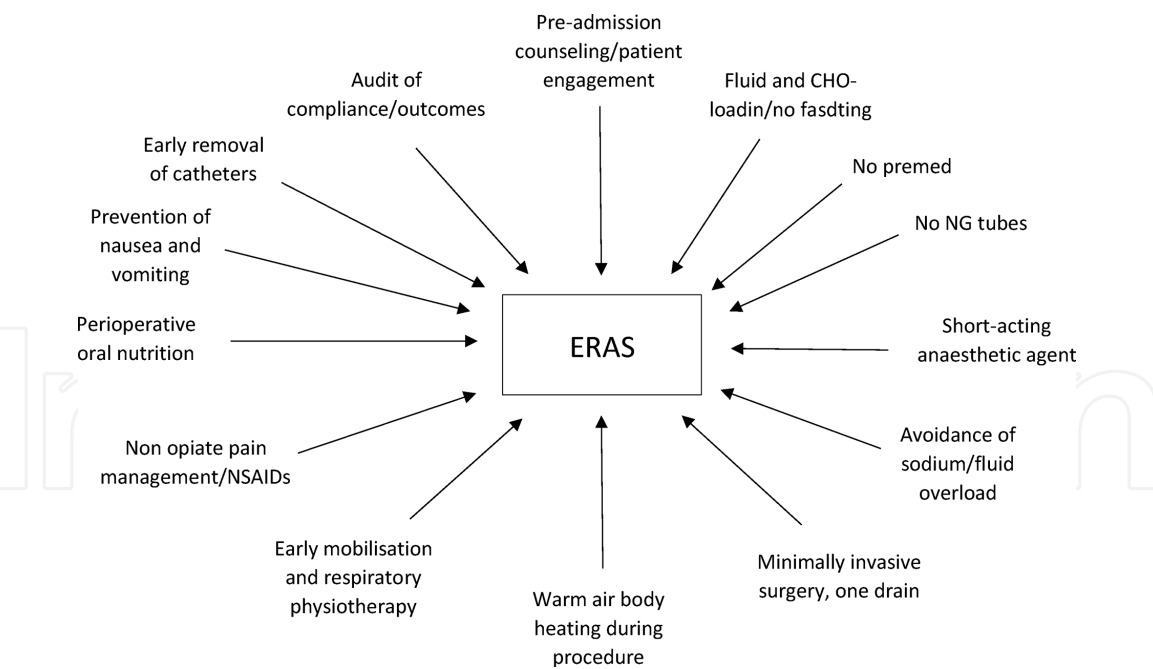 Pre-admission
counseling/patient
engagement
Fluid and CHO-
loadin/no fasdting
No premed
No NG tubes
Short-acting
anaesthetic agent
Avoidance of
sodium/fluid
overload
Minimally invasive
surgery, one drain
Warm air body
heating during
procedure
Early mobilisation
and respiratory
physiotherapy
Non opiate pain
management/NSAIDs
Perioperative
oral nutrition
Prevention of
nausea and
vomiting
Early removal
of catheters
Audit of
compliance/outcomes
ERAS